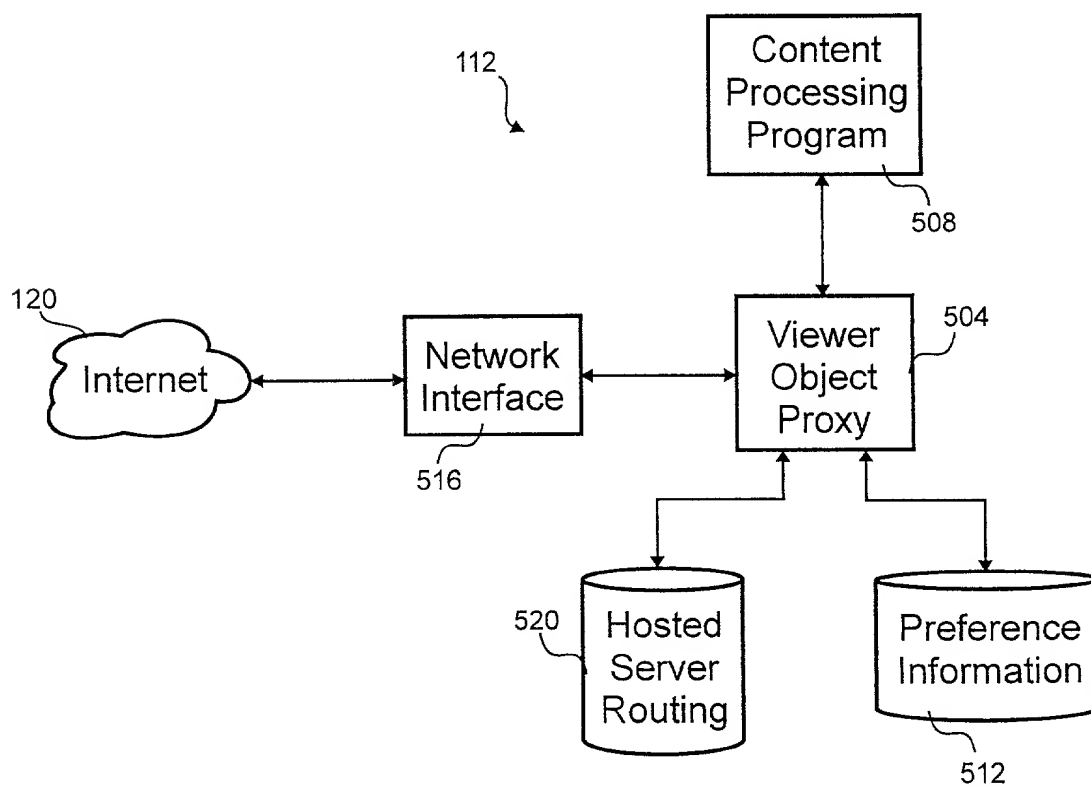 Content
Processing
Program
112
508
120
Internet
Network
Interface
516
Viewer
Object
Proxy
504
520
Hosted
Server
Routing
Preference
Information
512